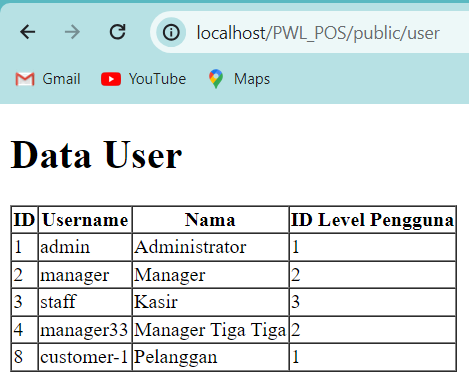 localhost/PWL_POS/public/user
Gmail YouTube Maps
Data User
ID Username Nama ID Level Pengguna
1 admin Administrator 1
2 manager Manager 2
3 staff Kasir 3
4 manager33 Manager Tiga Tiga 2
8 customer-1 Pelanggan 1